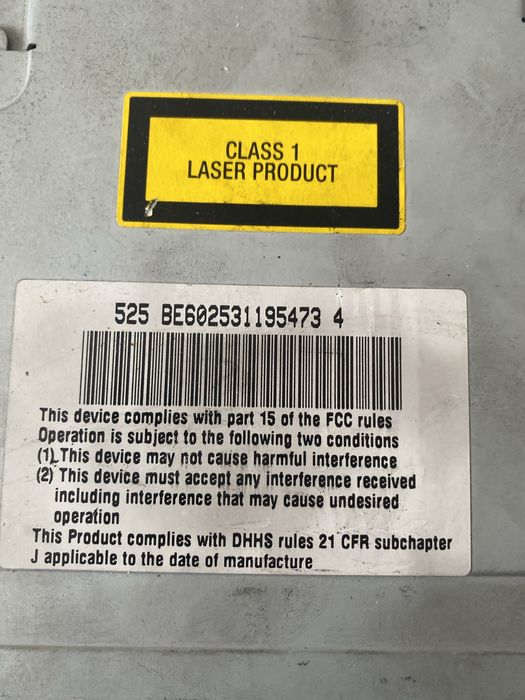 CLASS 1
LASER PRODUCT
525 BE602531195473 4
This device complies with part 15 of the FCC rules
Operation is subject to the following two conditions
(1) This device may not cause harmful interference
(2) This device must accept any interference received
including interference that may cause undesired
operation
This Product complies with DHHS rules 21 CFR subchapter
J applicable to the date of manufacture